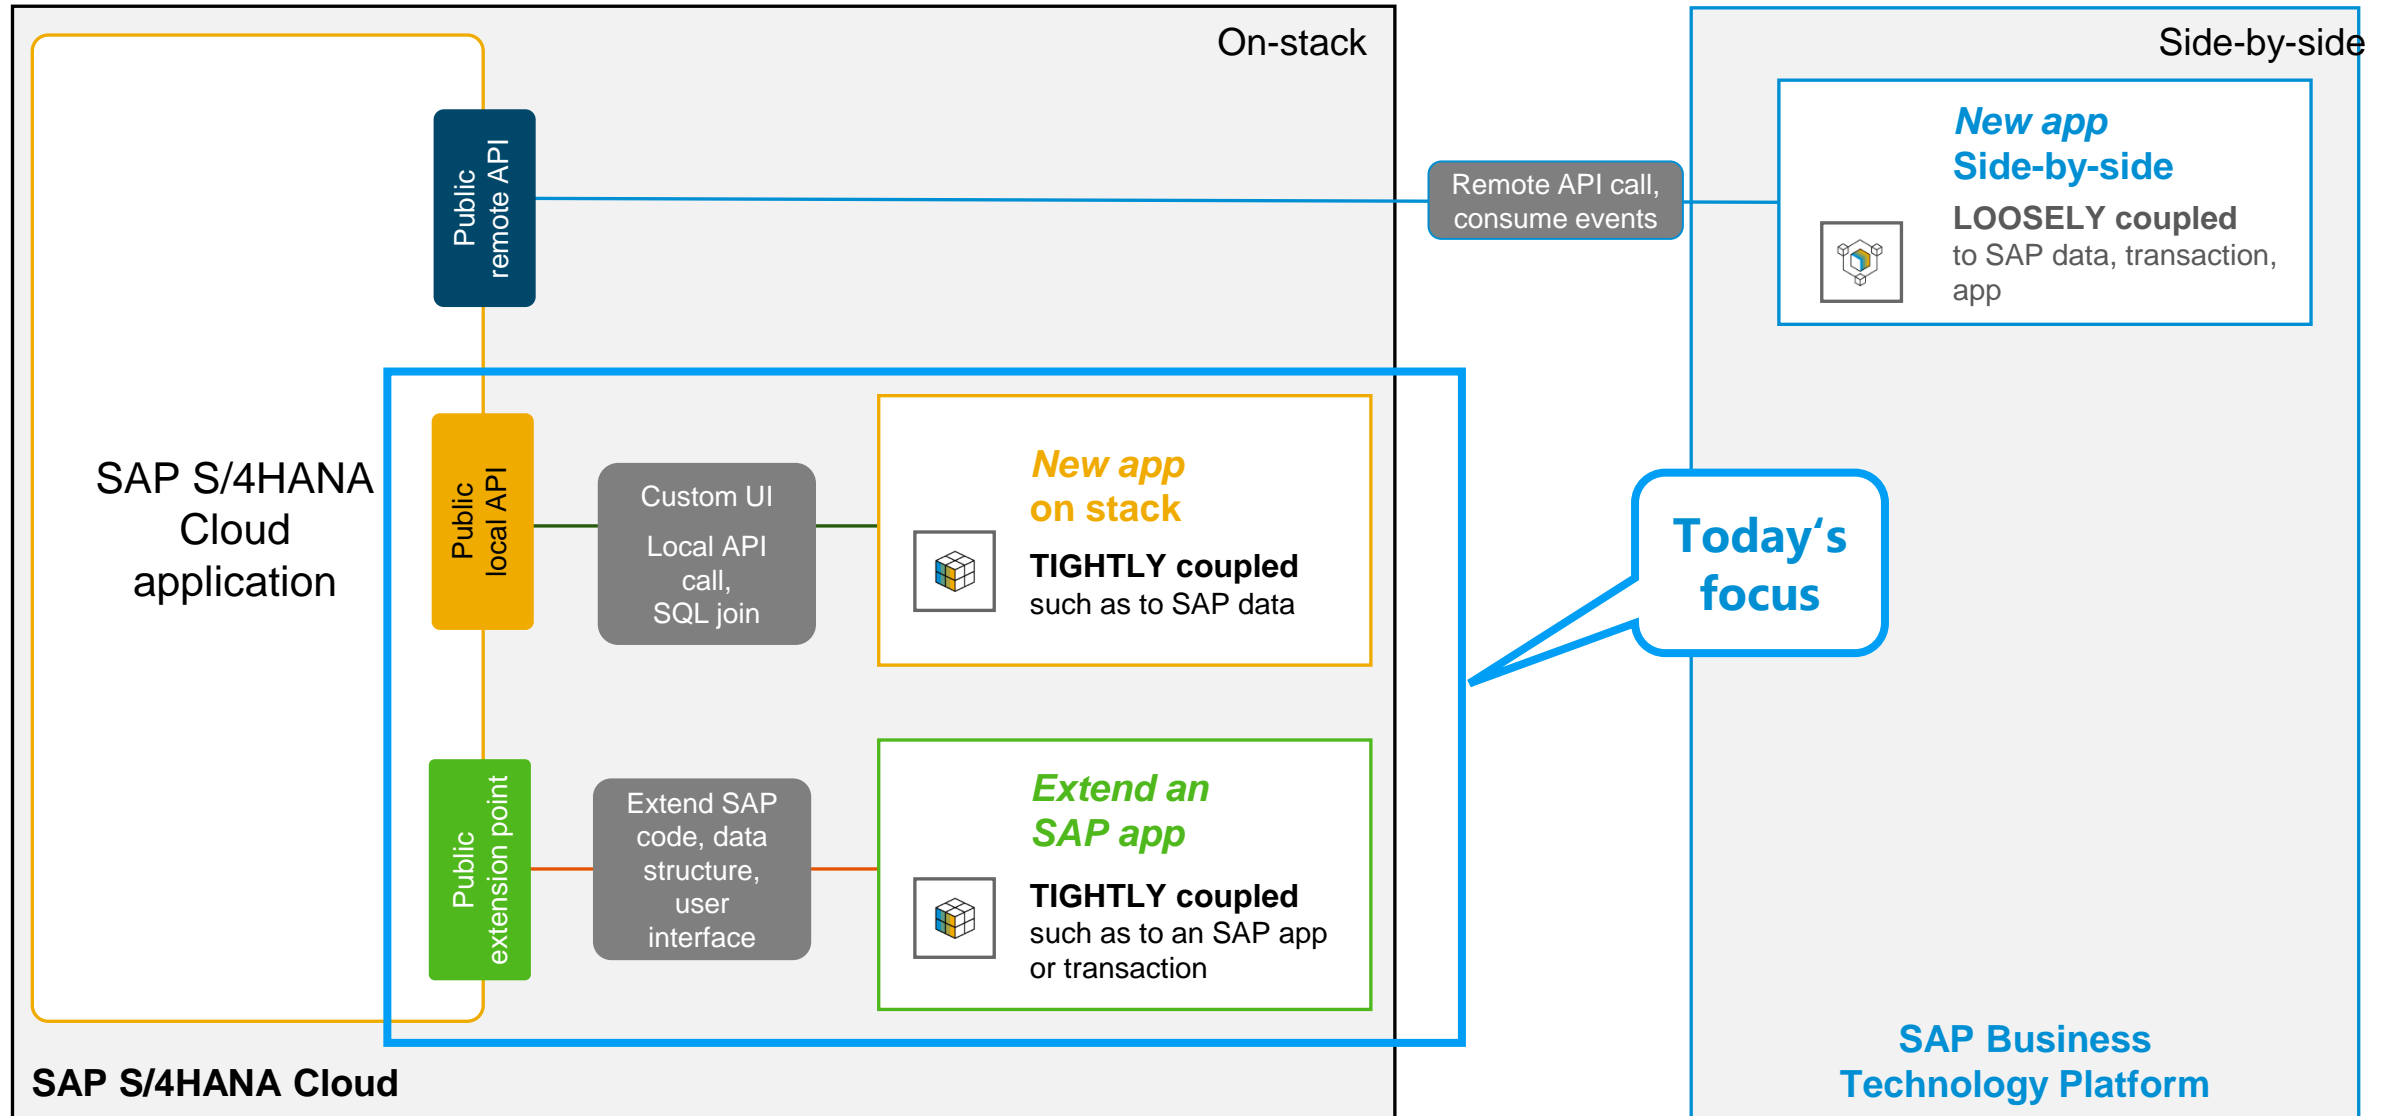 On-stack
Side-by-side
Public
remote API
Remote API call,
consume events
New app
Side-by-side
LOOSELY coupled
to SAP data, transaction,
app
SAP S/4HANA
Cloud
application
Public
local API
Custom UI
Local API
call,
SQL join
New app
on stack
TIGHTLY coupled
such as to SAP data
Today‘s
focus
Public
extension point
Extend SAP
code, data
structure,
user
interface
Extend an
SAP app
TIGHTLY coupled
such as to an SAP app
or transaction
SAP S/4HANA Cloud
SAP Business
Technology Platform